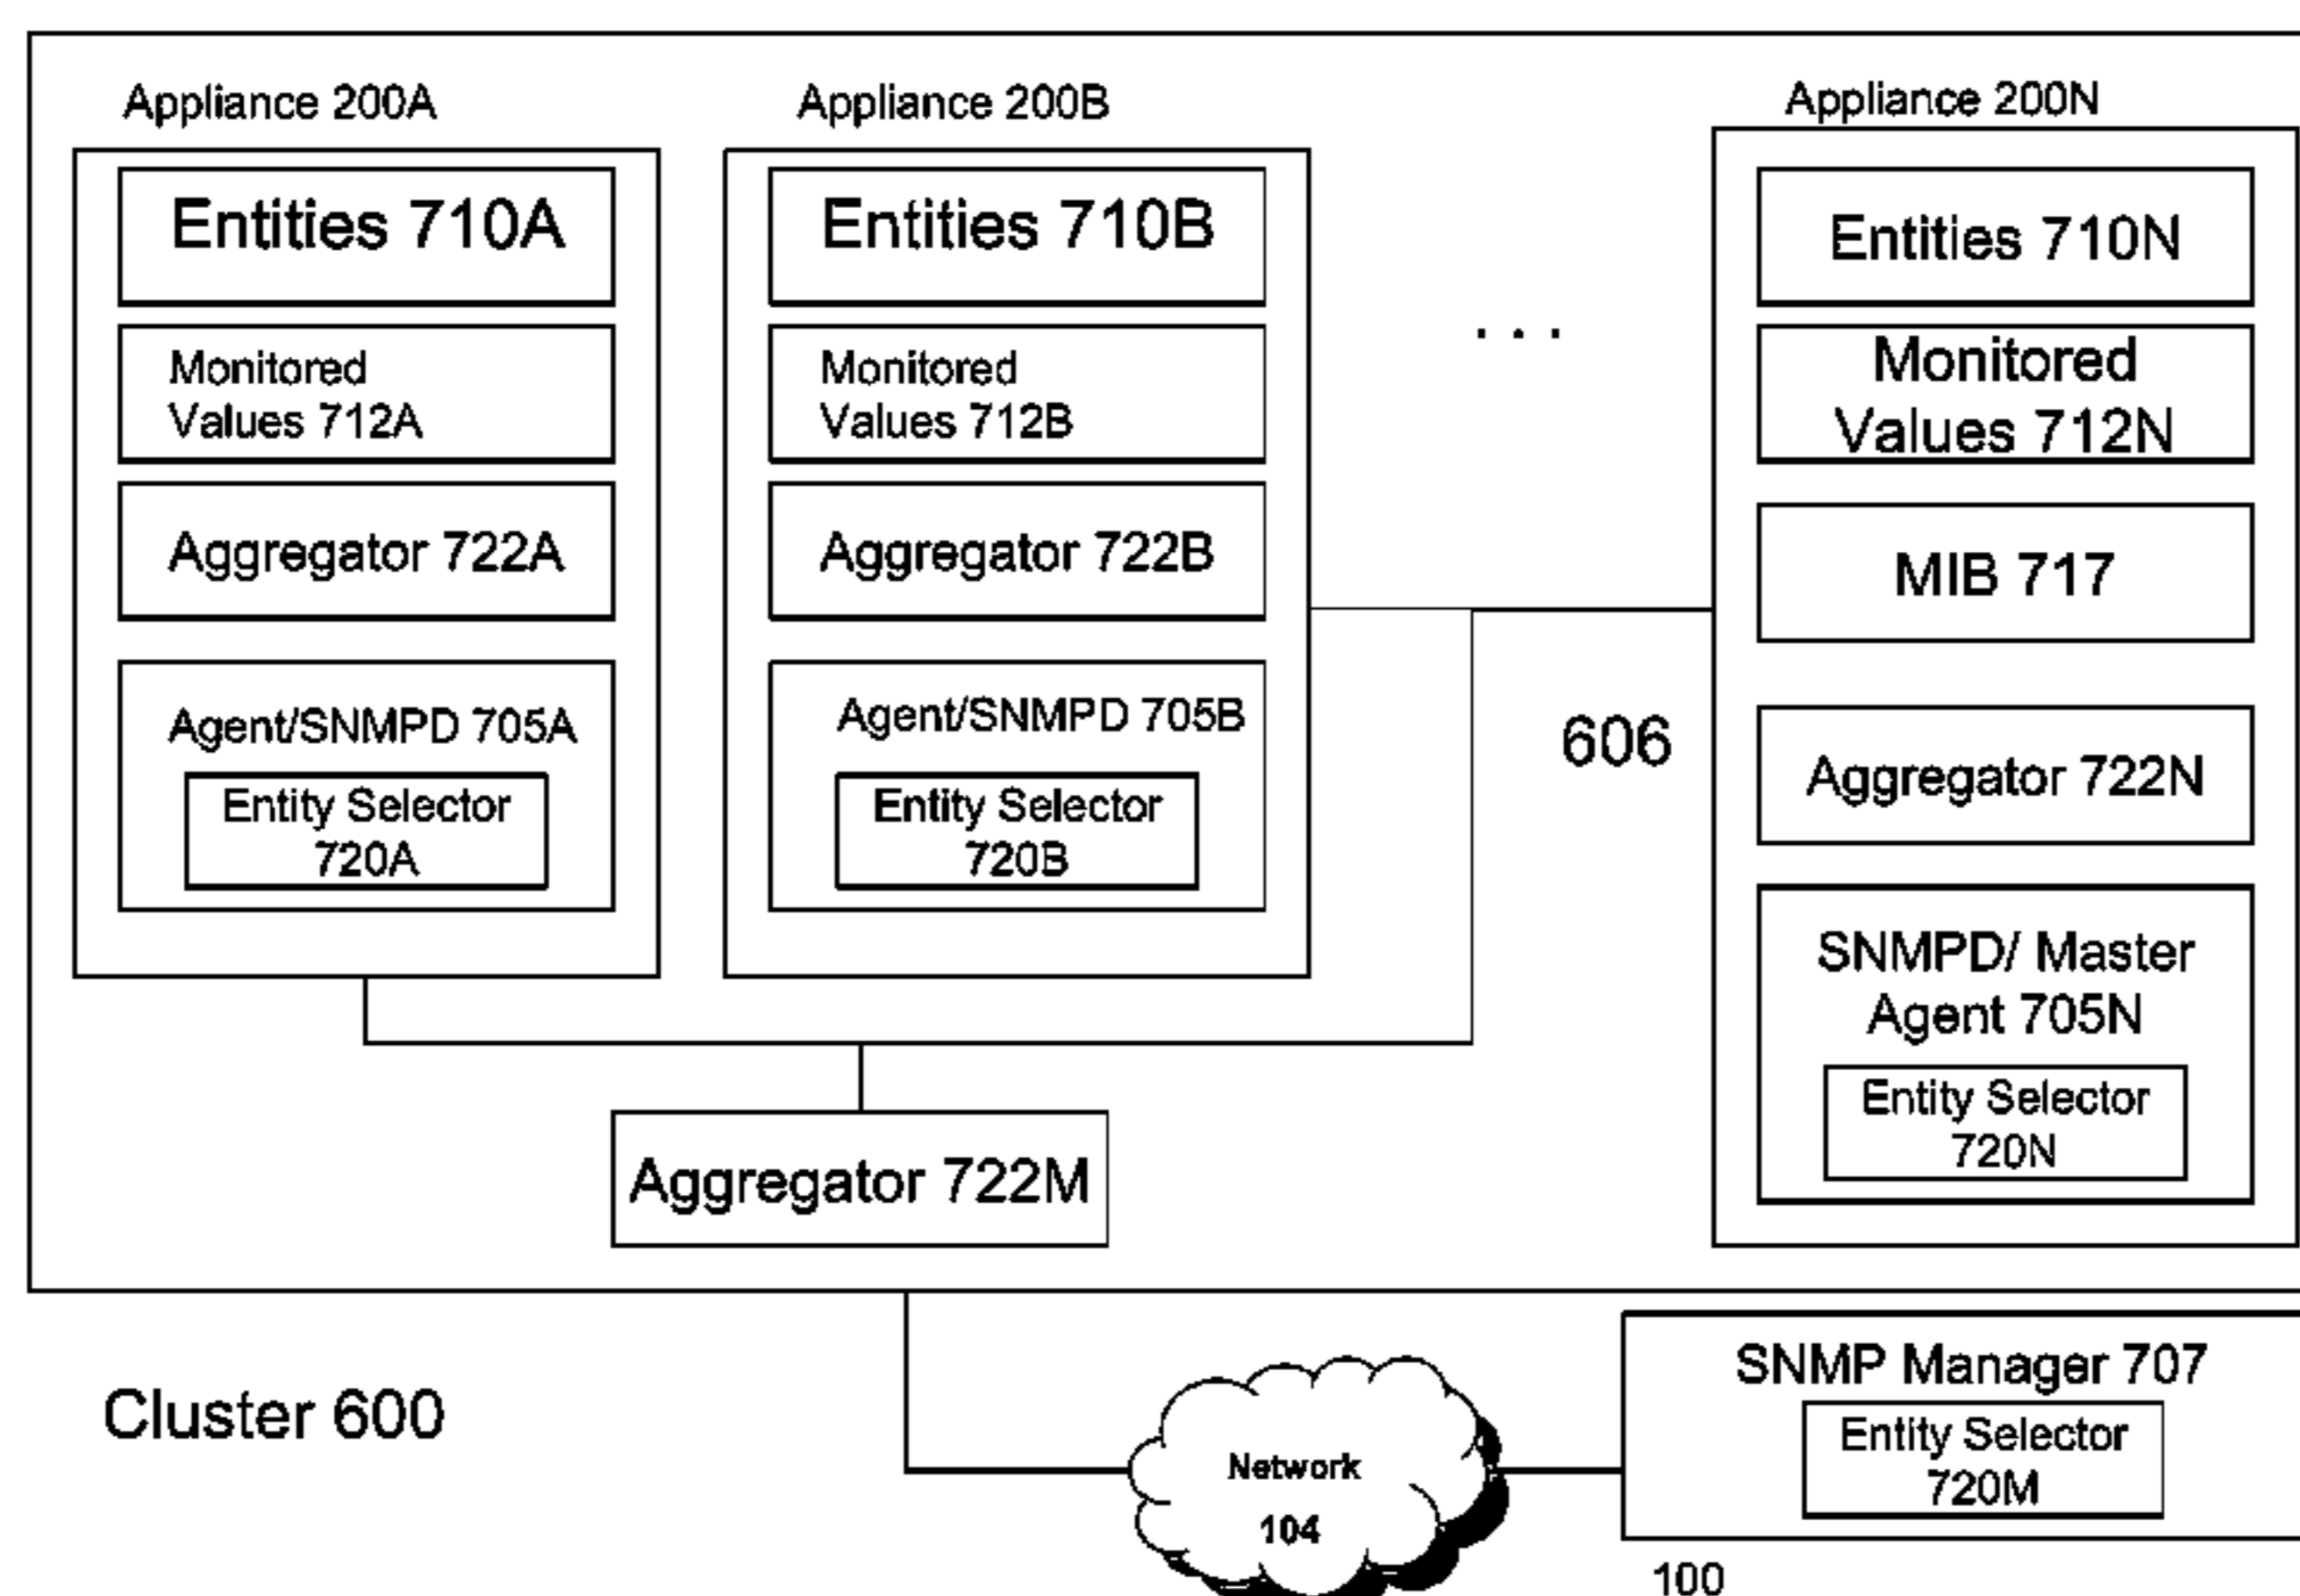 Appliance 200A
Entities 710A
Monitored
Values 712A
Aggregator 722A
Agent/SNMPD 705A
Entity Selector
720A
Appliance 200B
Entities 710B
Monitored
Values 712B
Aggregator 722B
Agent/SNMPD 705B
Entity Selector
720B
. . .
606
Appliance 200N
Entities 710N
Monitored
Values 712N
MIB 717
Aggregator 722N
SNMPD/ Master
Agent 705N
Entity Selector
720N
Aggregator 722M
Cluster 600
Network
104
SNMP Manager 707
Entity Selector
720M
100